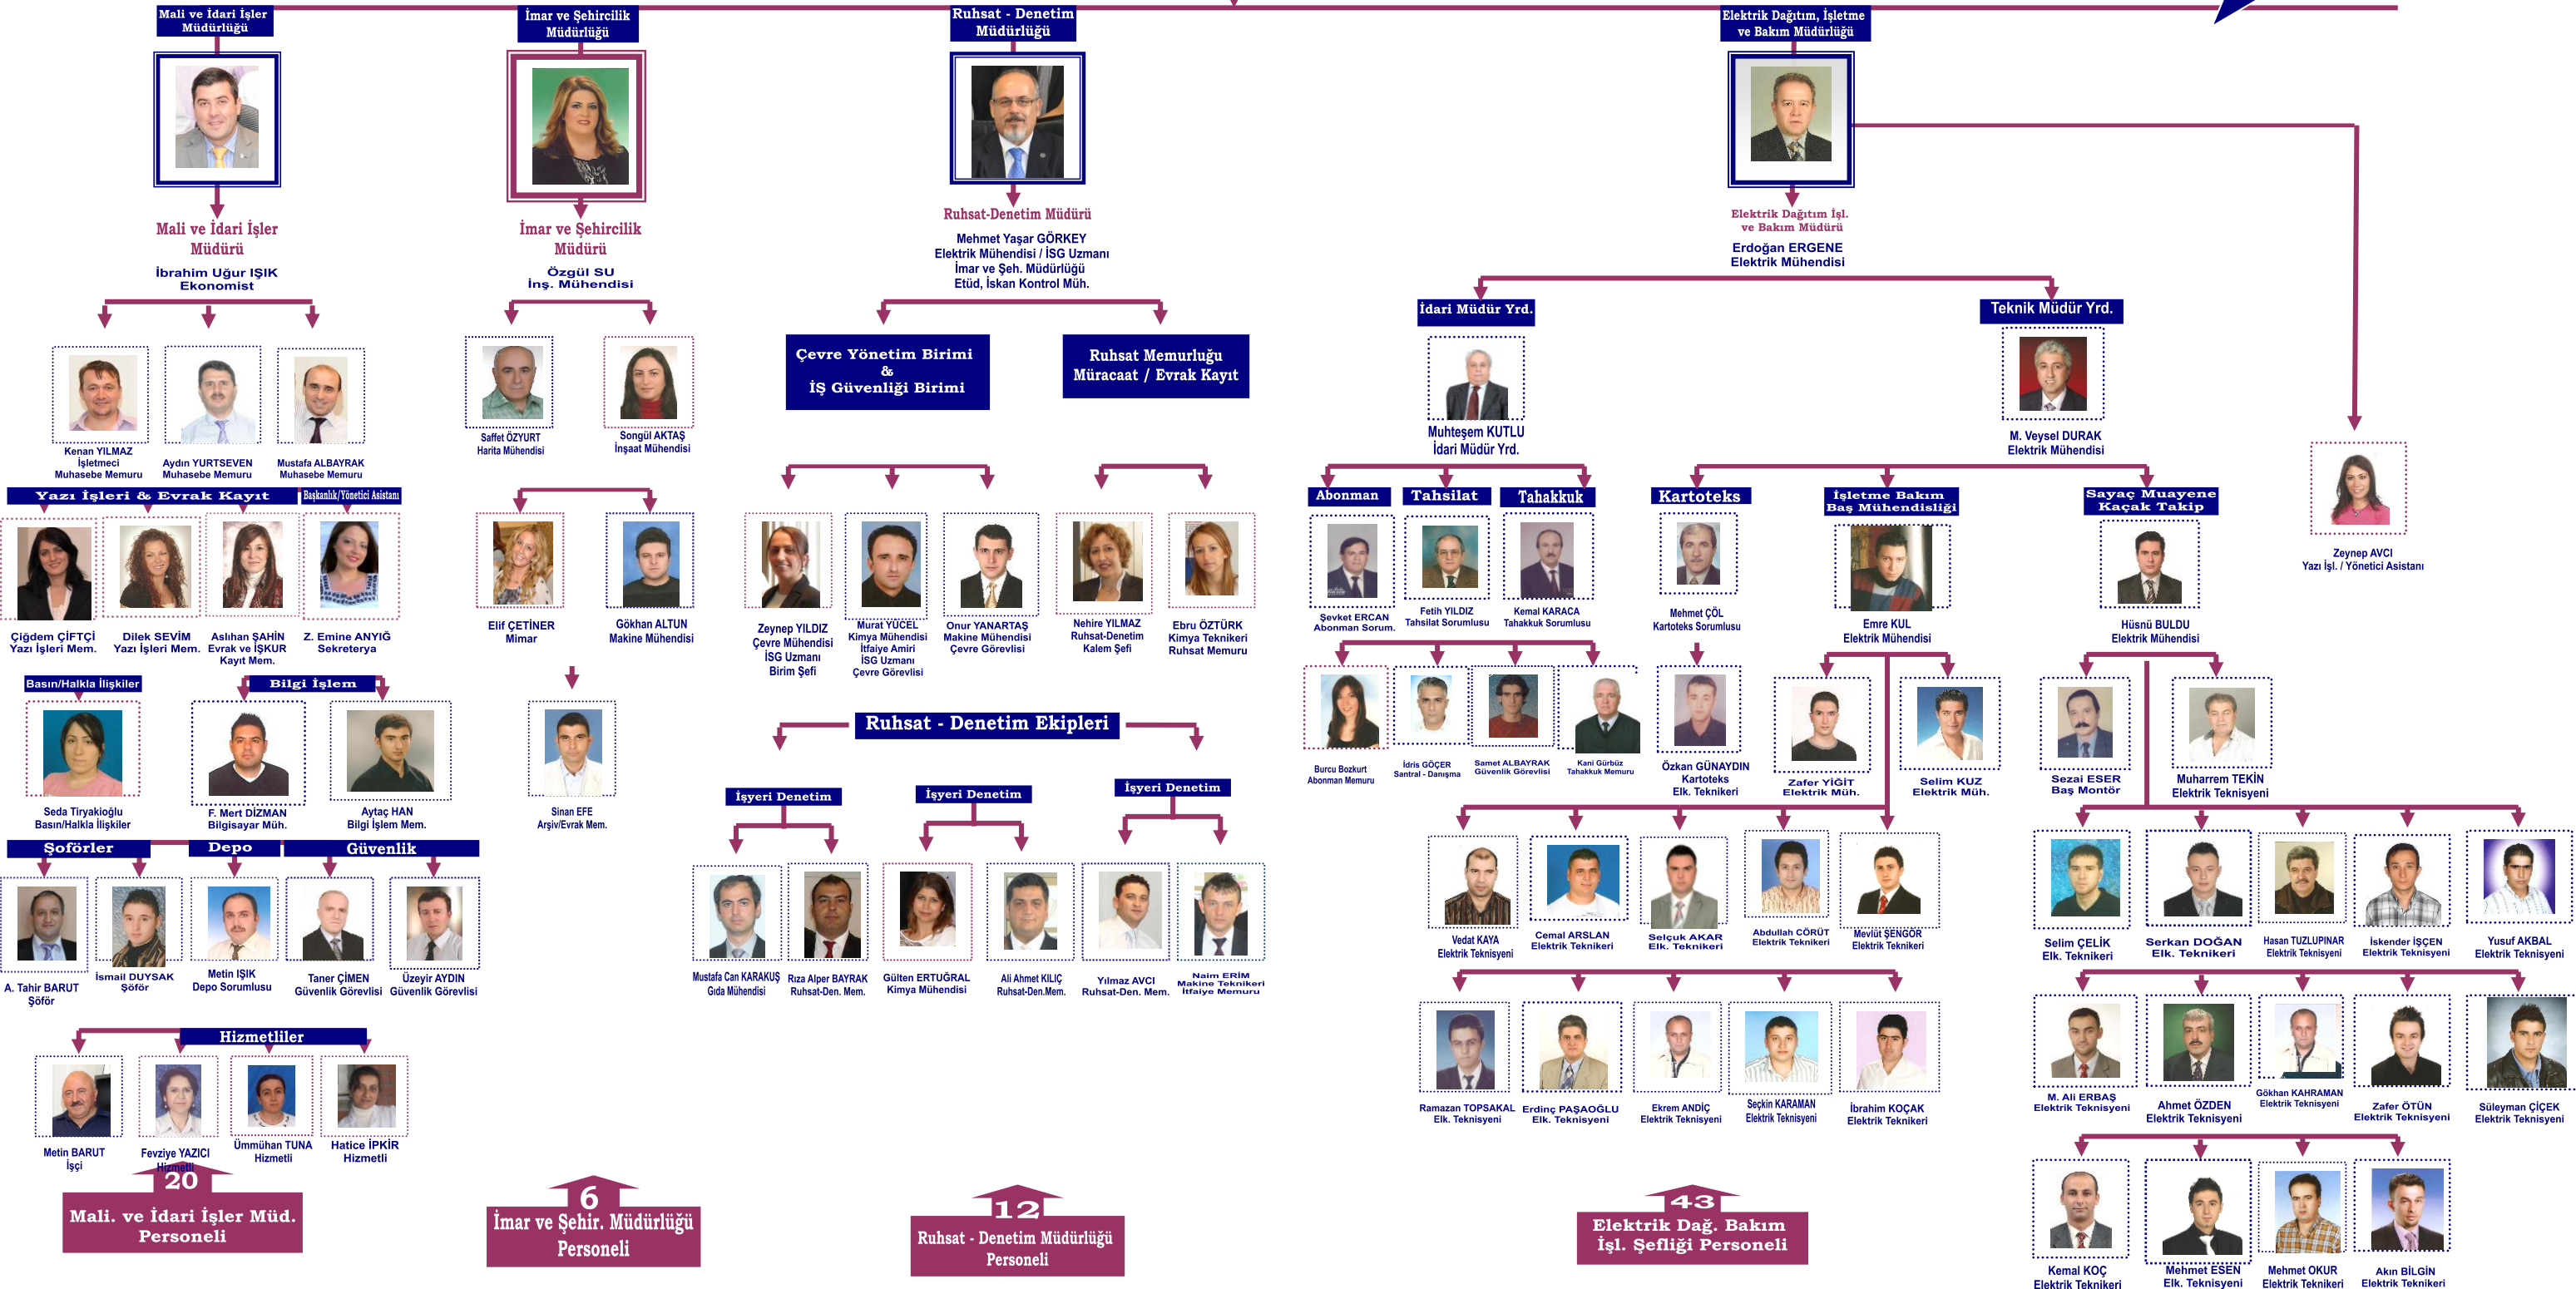 Mali ve İdari İşler
Müdürlüğü
İmar ve Şehircilik
Müdürlüğü
Ruhsat - Denetim
Müdürlüğü
Elektrik Dağıtım, İşletme
ve Bakım Müdürlüğü
Mali ve İdari İşler
Müdürü
İbrahim Uğur IŞIK
Ekonomist
İmar ve Şehircilik
Müdürü
Özgül SU
İnş. Mühendisi
Ruhsat-Denetim Müdürü
Mehmet Yaşar GÖRKEY
Elektrik Mühendisi / İSG Uzmanı
İmar ve Şeh. Müdürlüğü
Etüd, İskan Kontrol Müh.
Elektrik Dağıtım İşl.
ve Bakım Müdürü
Erdoğan ERGENE
Elektrik Mühendisi
Kenan YILMAZ
İşletmeci
Muhasebe Memuru
Aydın YURTSEVEN
Muhasebe Memuru
Mustafa ALBAYRAK
Muhasebe Memuru
Saffet ÖZYURT
Harita Mühendisi
Songül AKTAŞ
İnşaat Mühendisi
Çevre Yönetim Birimi
&
İŞ Güvenliği Birimi
Ruhsat Memurluğu
Müracaat / Evrak Kayıt
İdari Müdür Yrd.
Muhteşem KUTLU
İdari Müdür Yrd.
Teknik Müdür Yrd.
M. Veysel DURAK
Elektrik Mühendisi
Zeynep AVCI
Yazı İşl. / Yönetici Asistanı
Yazı İşleri & Evrak Kayıt
Başkanlık/Yönetici Asistanı
Çiğdem ÇİFTÇİ
Yazı İşleri Mem.
Dilek SEVİM
Yazı İşleri Mem.
Aslıhan ŞAHİN
Evrak ve İŞKUR
Kayıt Mem.
Z. Emine ANYIĞ
Sekreterya
Elif ÇETİNER
Mimar
Gökhan ALTUN
Makine Mühendisi
Zeynep YILDIZ
Çevre Mühendisi
İSG Uzmanı
Birim Şefi
Murat YÜCEL
Kimya Mühendisi
İtfaiye Amiri
İSG Uzmanı
Çevre Görevlisi
Onur YANARTAŞ
Makine Mühendisi
Çevre Görevlisi
Nehire YILMAZ
Ruhsat-Denetim
Kalem Şefi
Ebru ÖZTÜRK
Kimya Teknikeri
Ruhsat Memuru
Abonman
Tahsilat
Tahakkuk
Kartoteks
İşletme Bakım
Baş Mühendisliği
Sayaç Muayene
Kaçak Takip
Şevket ERCAN
Abonman Sorum.
Fetih YILDIZ
Tahsilat Sorumlusu
Kemal KARACA
Tahakkuk Sorumlusu
Mehmet ÇÖL
Kartoteks Sorumlusu
Emre KUL
Elektrik Mühendisi
Hüsnü BULDU
Elektrik Mühendisi
Basın/Halkla İlişkiler
Bilgi İşlem
Seda Tiryakioğlu
Basın/Halkla İlişkiler
F. Mert DİZMAN
Bilgisayar Müh.
Aytaç HAN
Bilgi İşlem Mem.
Sinan EFE
Arşiv/Evrak Mem.
Ruhsat - Denetim Ekipleri
Burcu Bozkurt
Abonman Memuru
İdris GÖÇER
Santral - Danışma
Samet ALBAYRAK
Güvenlik Görevlisi
Kani Gürbüz
Tahakkuk Memuru
Özkan GÜNAYDIN
Kartoteks
Elk. Teknikeri
Zafer YİĞİT
Elektrik Müh.
Selim KUZ
Elektrik Müh.
Sezai ESER
Baş Montör
Muharrem TEKİN
Elektrik Teknisyeni
Şoförler
Depo
Güvenlik
A. Tahir BARUT
Şöför
İsmail DUYSAK
Şöför
Metin IŞIK
Depo Sorumlusu
Taner ÇİMEN
Güvenlik Görevlisi
Üzeyir AYDIN
Güvenlik Görevlisi
İşyeri Denetim
İşyeri Denetim
İşyeri Denetim
Mustafa Can KARAKUŞ
Gıda Mühendisi
Rıza Alper BAYRAK
Ruhsat-Den. Mem.
Gülten ERTUĞRAL
Kimya Mühendisi
Ali Ahmet KILIÇ
Ruhsat-Den.Mem.
Yılmaz AVCI
Ruhsat-Den. Mem.
Naim ERİM
Makine Teknikeri
İtfaiye Memuru
Vedat KAYA
Elektrik Teknisyeni
Cemal ARSLAN
Elektrik Teknikeri
Selçuk AKAR
Elk. Teknikeri
Abdullah CÖRÜT
Elektrik Teknikeri
Mevlüt ŞENGÖR
Elektrik Teknikeri
Selim ÇELİK
Elk. Teknikeri
Serkan DOĞAN
Elk. Teknikeri
Hasan TUZLUPINAR
Elektrik Teknisyeni
İskender İŞÇEN
Elektrik Teknisyeni
Yusuf AKBAL
Elektrik Teknisyeni
Hizmetliler
Metin BARUT
İşçi
Fevziye YAZICI
Hizmetli
Ümmühan TUNA
Hizmetli
Hatice İPKİR
Hizmetli
Ramazan TOPSAKAL
Elk. Teknisyeni
Erdinç PAŞAOĞLU
Elk. Teknisyeni
Ekrem ANDİÇ
Elektrik Teknisyeni
Seçkin KARAMAN
Elektrik Teknisyeni
İbrahim KOÇAK
Elektrik Teknikeri
M. Ali ERBAŞ
Elektrik Teknisyeni
Ahmet ÖZDEN
Elektrik Teknisyeni
Gökhan KAHRAMAN
Elektrik Teknisyeni
Zafer ÖTÜN
Elektrik Teknisyeni
Süleyman ÇİÇEK
Elektrik Teknisyeni
20
Mali. ve İdari İşler Müd.
Personeli
6
İmar ve Şehir. Müdürlüğü
Personeli
12
Ruhsat - Denetim Müdürlüğü
Personeli
43
Elektrik Dağ. Bakım
İşl. Şefliği Personeli
Kemal KOÇ
Elektrik Teknikeri
Mehmet ESEN
Elk. Teknisyeni
Mehmet OKUR
Elektrik Teknikeri
Akın BİLGİN
Elektrik Teknikeri